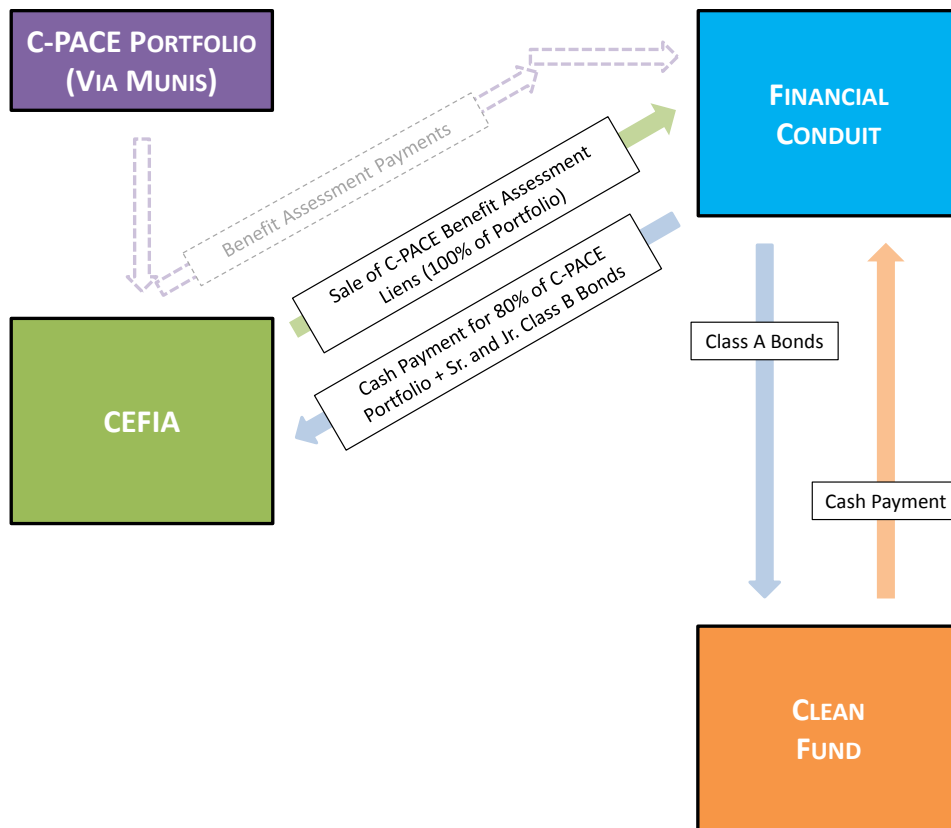 C-PACE PORTFOLIO
(VIA MUNIS)
FINANCIAL
CONDUIT
Benefit Assessment Payments
Sale of C-PACE Benefit Assessment
Liens (100% of Portfolio)
Cash Payment for 80% of C-PACE
Portfolio + Sr. and Jr. Class B Bonds
Class A Bonds
CEFIA
Cash Payment
CLEAN
FUND